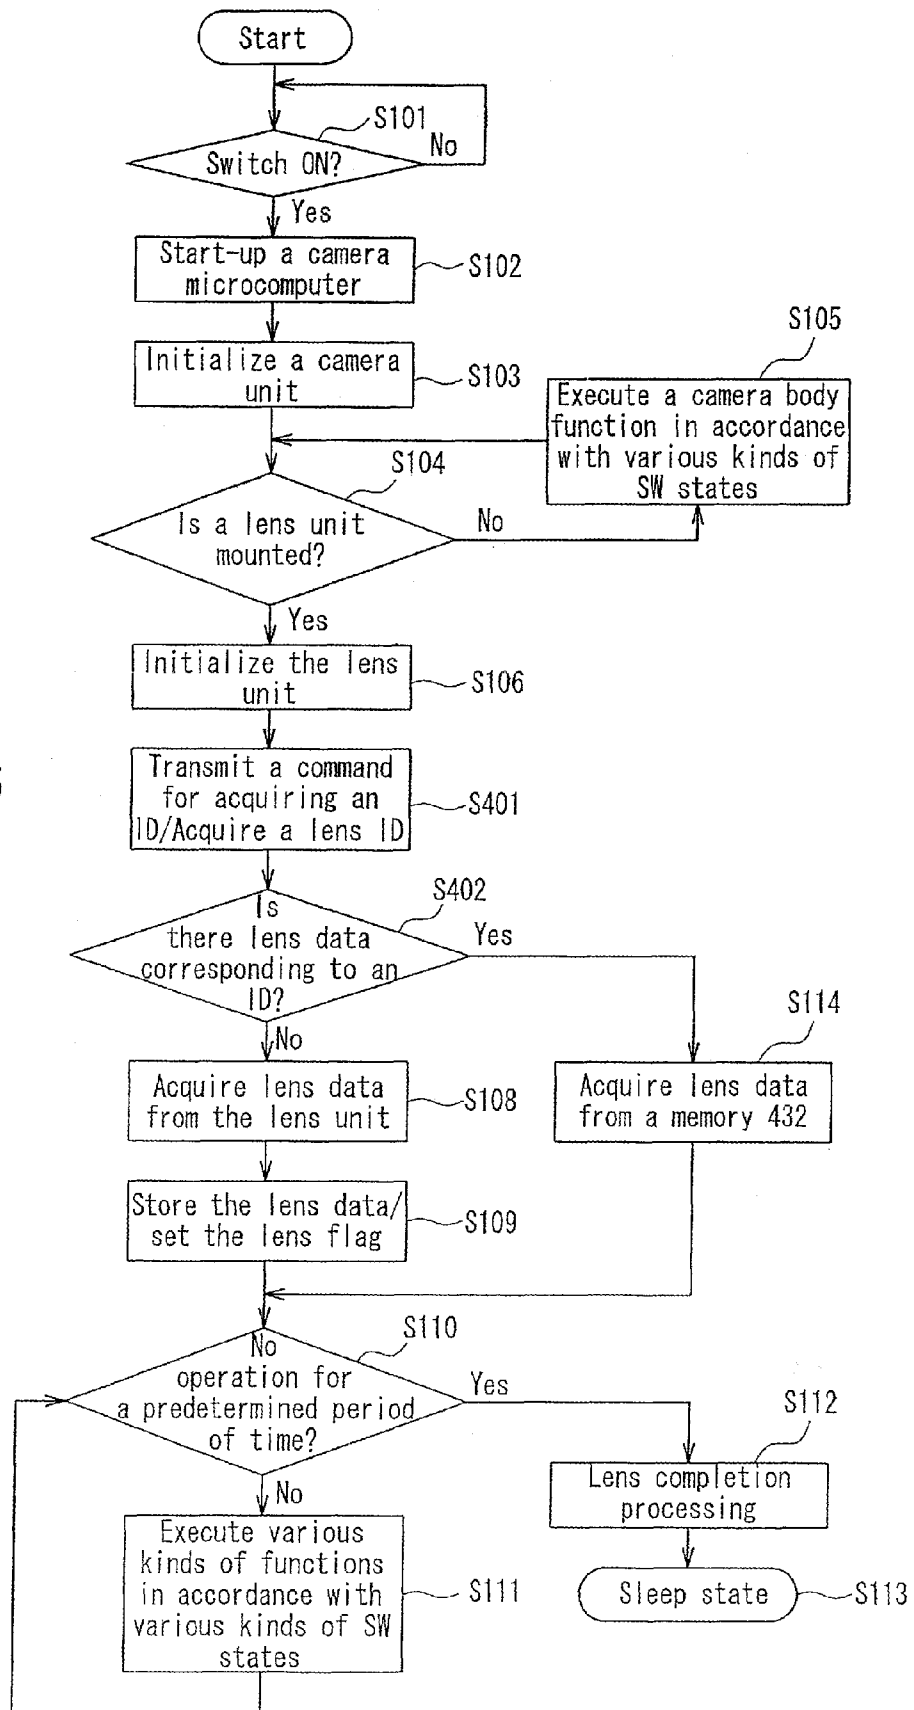 Start
S101
Switch ON?
No
Yes
Start-up a camera
microcomputer
S102
Initialize a camera
unit
S103
S105
Execute a camera body
function in accordance
with various kinds of
SW states
S104
Is a lens unit
mounted?
No
Yes
Initialize the lens
unit
S106
Transmit a command
for acquiring an
ID/Acquire a lens ID
S401
S402
Is
there lens data
corresponding to an
ID?
Yes
No
S114
Acquire lens data
from the lens unit
S108
Acquire lens data
from a memory 432
Store the lens data/
set the lens flag
S109
S110
No
operation for
a predetermined period
of time?
Yes
No
S112
Lens completion
processing
Execute various
kinds of functions
in accordance with
various kinds of SW
states
S111
Sleep state
S113